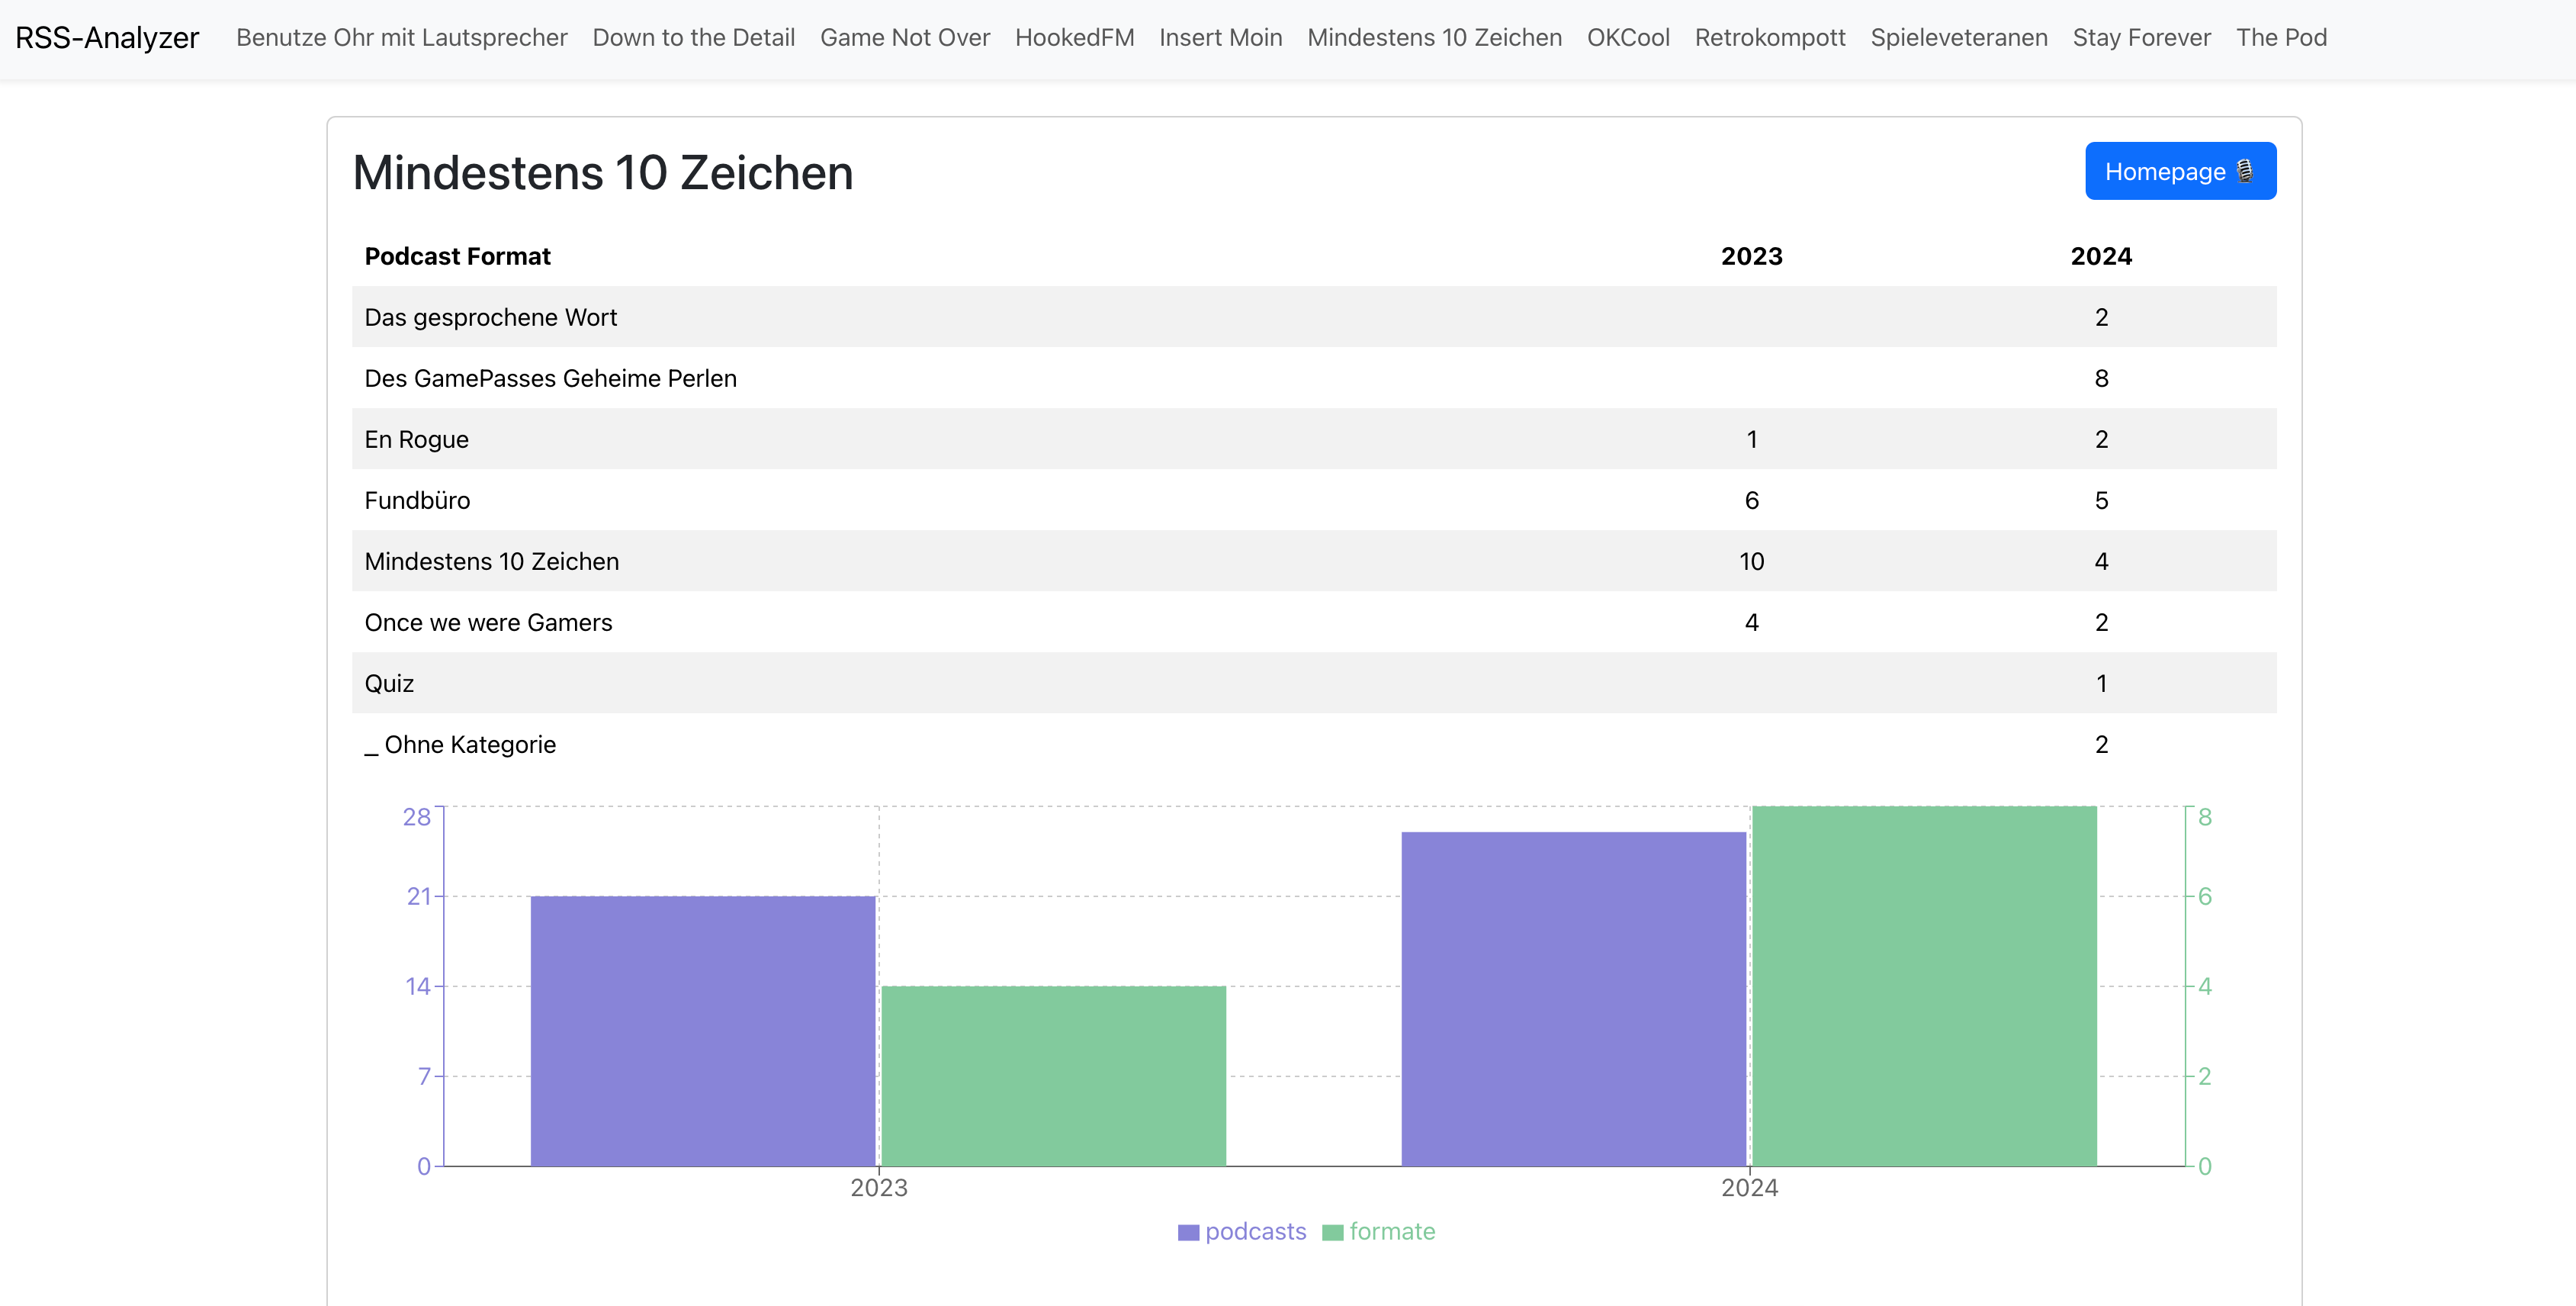 RSS-Analyzer Benutze Ohr mit Lautsprecher Down to the Detail Game Not Over HookedFM Insert Moin Mindestens 10 Zeichen OKCool Retrokompott Spieleveteranen Stay Forever The Pod
Mindestens 10 Zeichen Homepage 🎙️
Podcast Format 2023 2024
Das gesprochene Wort 2
Des GamePasses Geheime Perlen 8
En Rogue 1 2
Fundbüro 6 5
Mindestens 10 Zeichen 10 4
Once we were Gamers 4 2
Quiz 1
_ Ohne Kategorie 2
28 8
21 6
14 4
7 2
0 0
2023 2024
podcasts formate